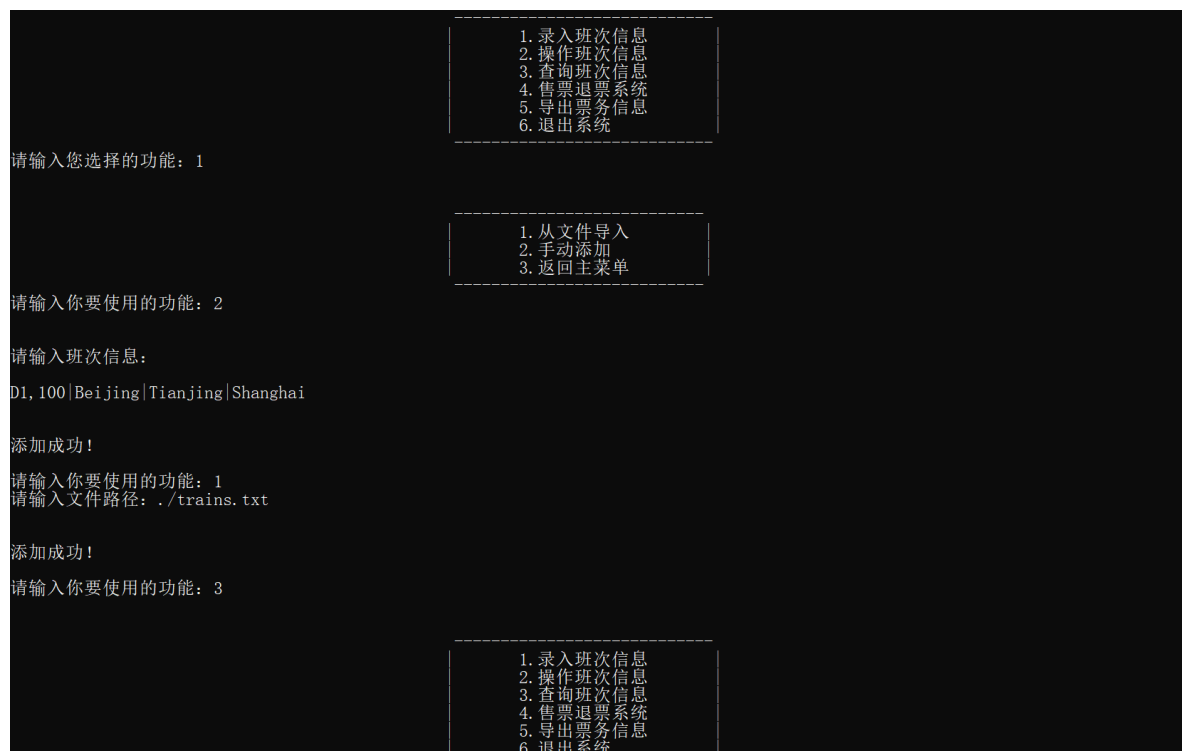 1.录入班次信息
2.操作班次信息
3.查询班次信息
4.售票退票系统
5.导出票务信息
6.退出系统
请输入您选择的功能：1
1.从文件导入
2.手动添加
3.返回主菜单
请输入你要使用的功能：2
请输入班次信息：
D1,100|Beijing|Tianjing|Shanghai
添加成功！
请输入你要使用的功能：1
请输入文件路径：./trains.txt
添加成功！
请输入你要使用的功能：3
1.录入班次信息
2.操作班次信息
3.查询班次信息
4.售票退票系统
5.导出票务信息
6.退出系统